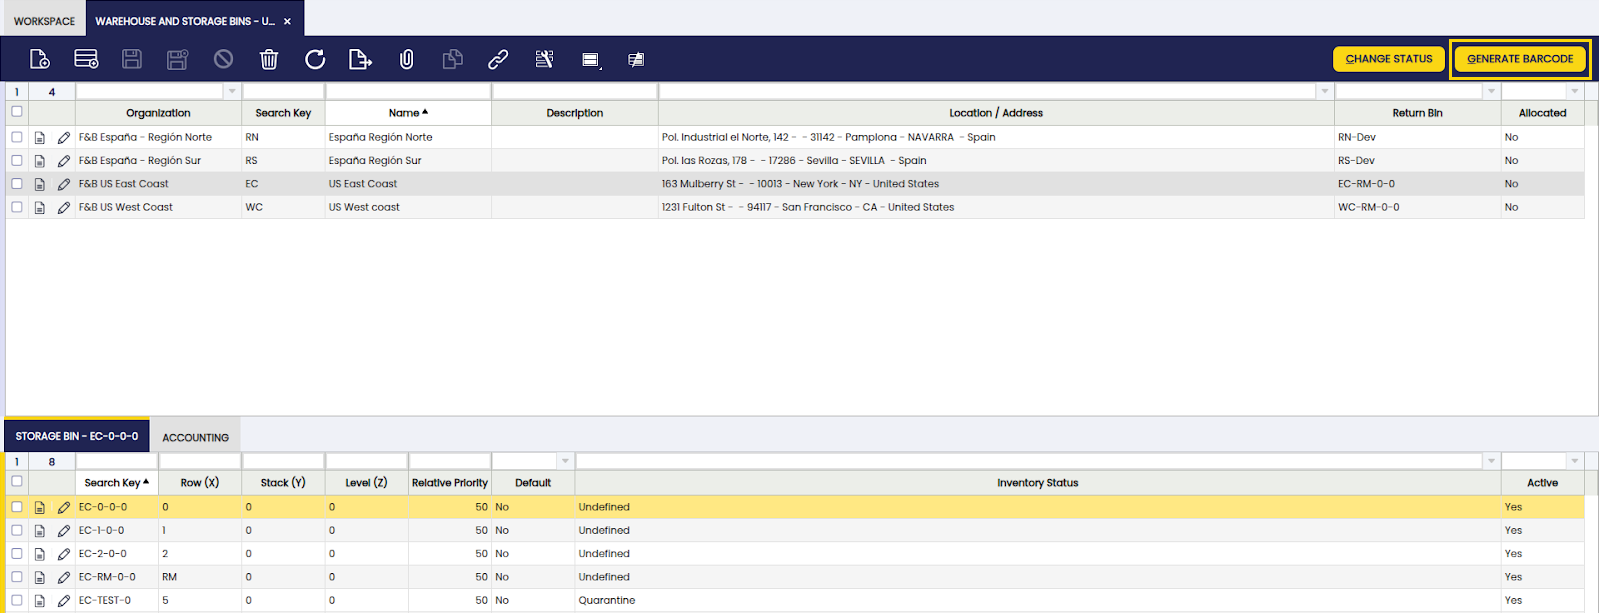 WORKSPACE WAREHOUSE AND STORAGE BINS - U... ×
CHANGE STATUS GENERATE BARCODE
1 4
Organization Search Key Name Description Location / Address Return Bin Allocated
F&B España - Región Norte RN España Región Norte Pol. Industrial el Norte, 142 - - 31142 - Pamplona - NAVARRA - Spain RN-Dev No
F&B España - Región Sur RS España Región Sur Pol. las Rozas, 178 - - 17286 - Sevilla - SEVILLA - Spain RS-Dev No
F&B US East Coast EC US East Coast 163 Mulberry St - - 10013 - New York - NY - United States EC-RM-0-0 No
F&B US West Coast WC US West coast 1231 Fulton St - - 94117 - San Francisco - CA - United States WC-RM-0-0 No
STORAGE BIN - EC-0-0-0 ACCOUNTING
1 8
Search Key Row (X) Stack (Y) Level (Z) Relative Priority Default Inventory Status Active
EC-0-0-0 0 0 0 50 No Undefined Yes
EC-1-0-0 1 0 0 50 No Undefined Yes
EC-2-0-0 2 0 0 50 No Undefined Yes
EC-RM-0-0 RM 0 0 50 No Undefined Yes
EC-TEST-0 5 0 0 50 No Quarantine Yes